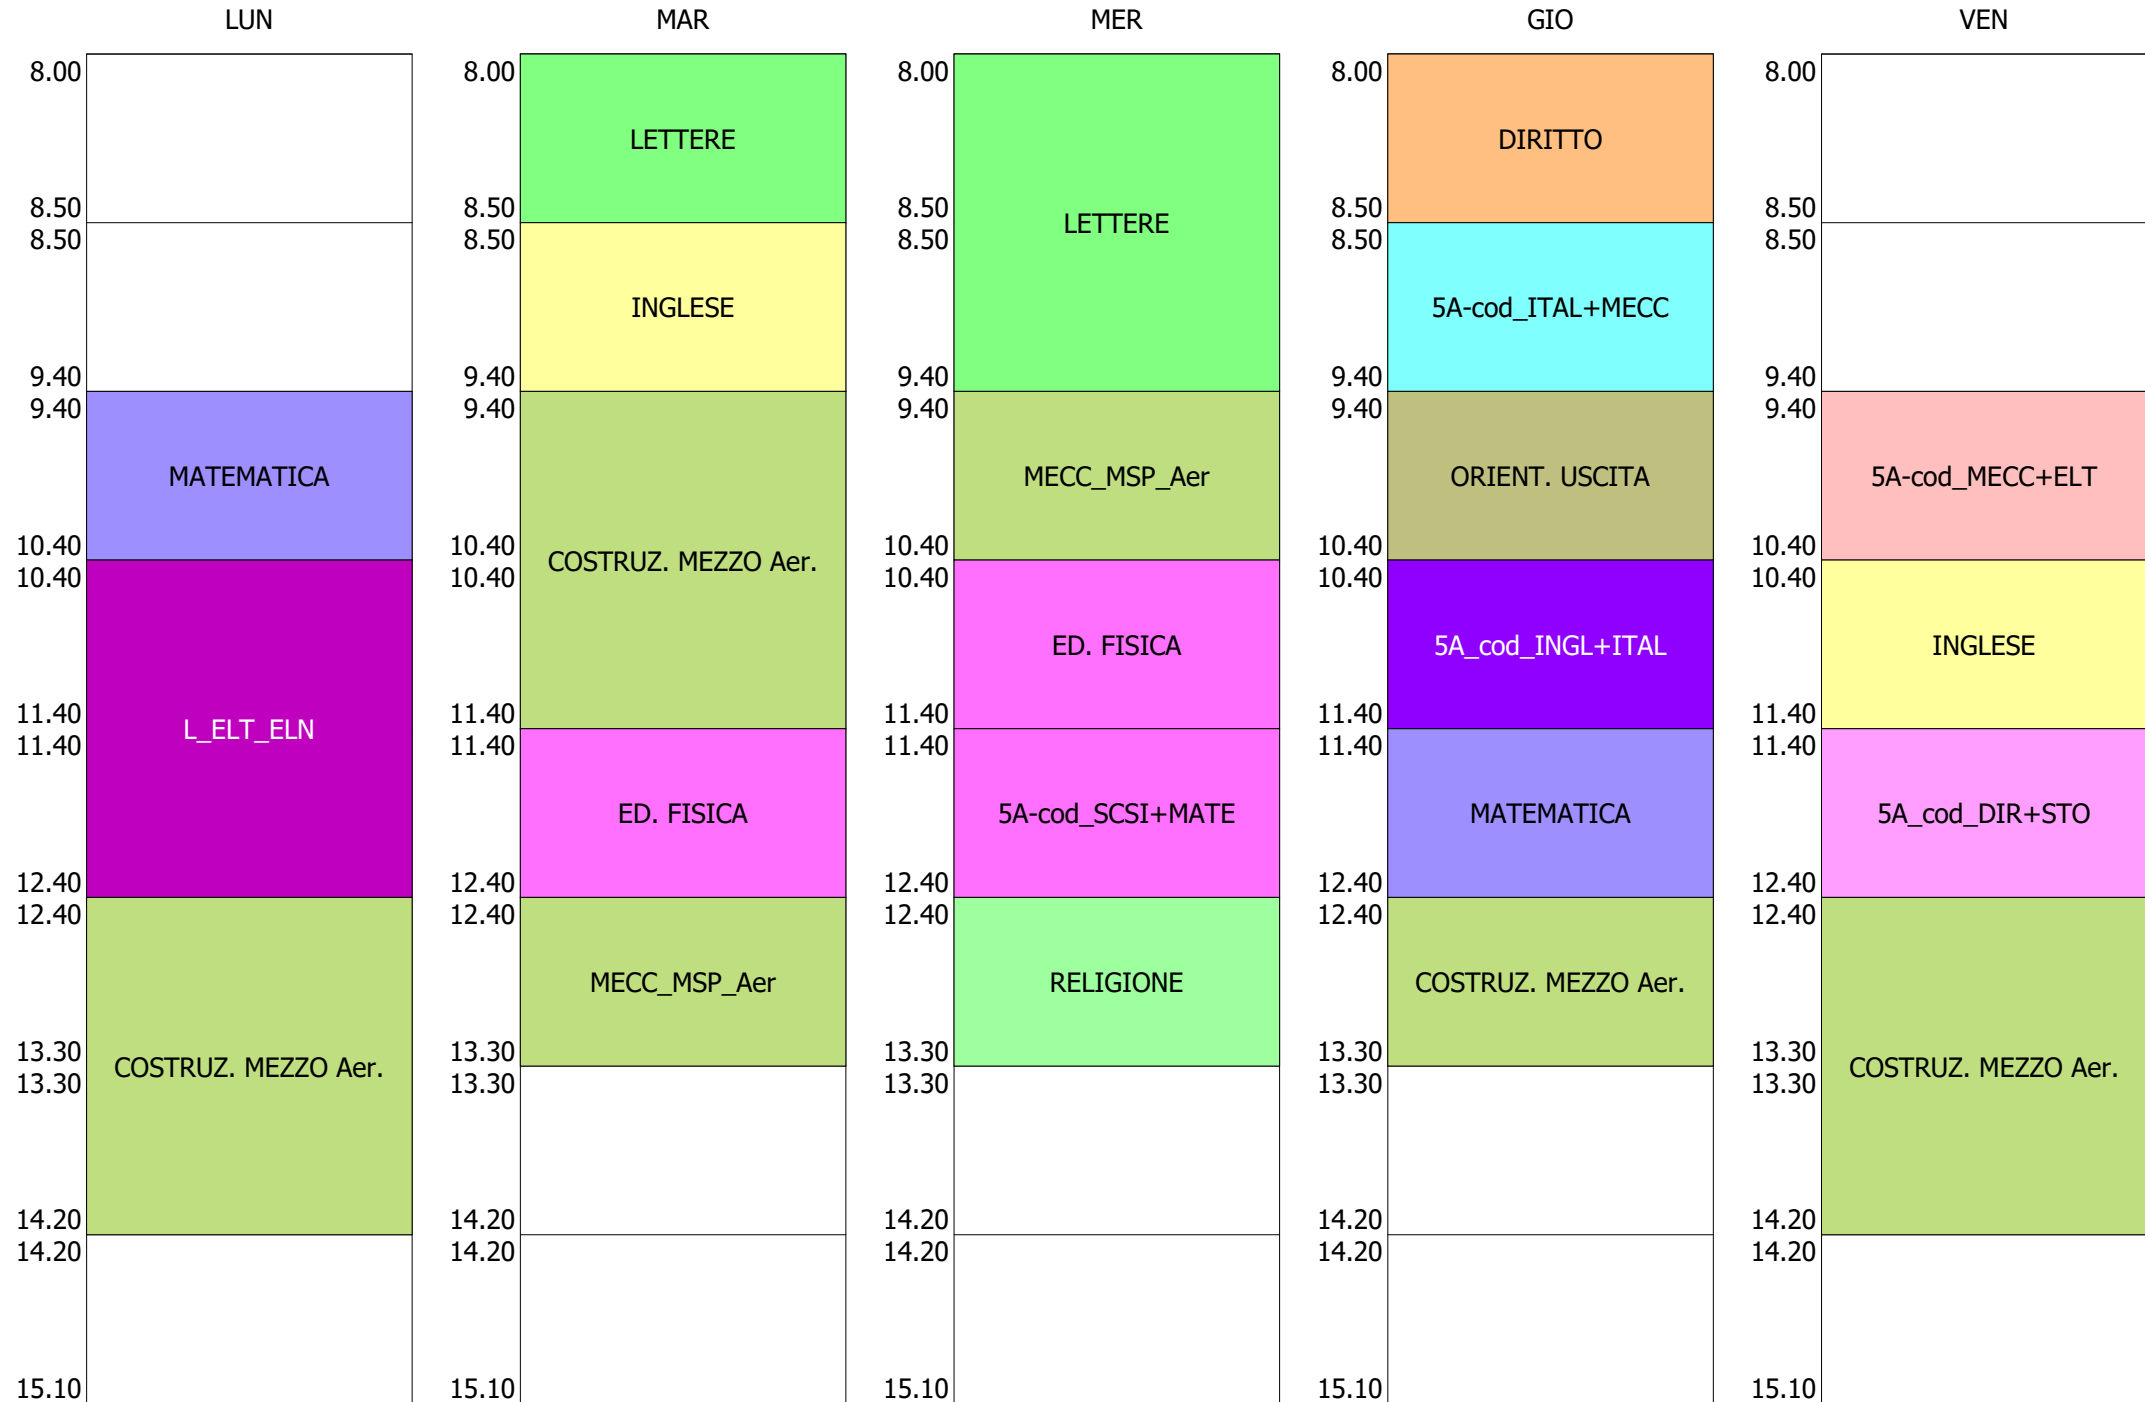 LUN MAR MER GIO VEN
8.00 8.00 8.00 8.00 8.00
LETTERE DIRITTO
8.50 8.50 8.50 8.50 8.50
LETTERE
8.50 8.50 8.50 8.50 8.50
INGLESE 5A-cod_ITAL+MECC
9.40 9.40 9.40 9.40 9.40
9.40 9.40 9.40 9.40 9.40
MATEMATICA MECC_MSP_Aer ORIENT. USCITA 5A-cod_MECC+ELT
10.40 10.40 10.40 10.40 10.40
COSTRUZ. MEZZO Aer.
10.40 10.40 10.40 10.40 10.40
ED. FISICA 5A_cod_INGL+ITAL INGLESE
11.40 11.40 11.40 11.40 11.40
L_ELT_ELN
11.40 11.40 11.40 11.40 11.40
ED. FISICA 5A-cod_SCSI+MATE MATEMATICA 5A_cod_DIR+STO
12.40 12.40 12.40 12.40 12.40
12.40 12.40 12.40 12.40 12.40
MECC_MSP_Aer RELIGIONE COSTRUZ. MEZZO Aer.
13.30 13.30 13.30 13.30 13.30
COSTRUZ. MEZZO Aer. COSTRUZ. MEZZO Aer.
13.30 13.30 13.30 13.30 13.30
14.20 14.20 14.20 14.20 14.20
14.20 14.20 14.20 14.20 14.20
15.10 15.10 15.10 15.10 15.10